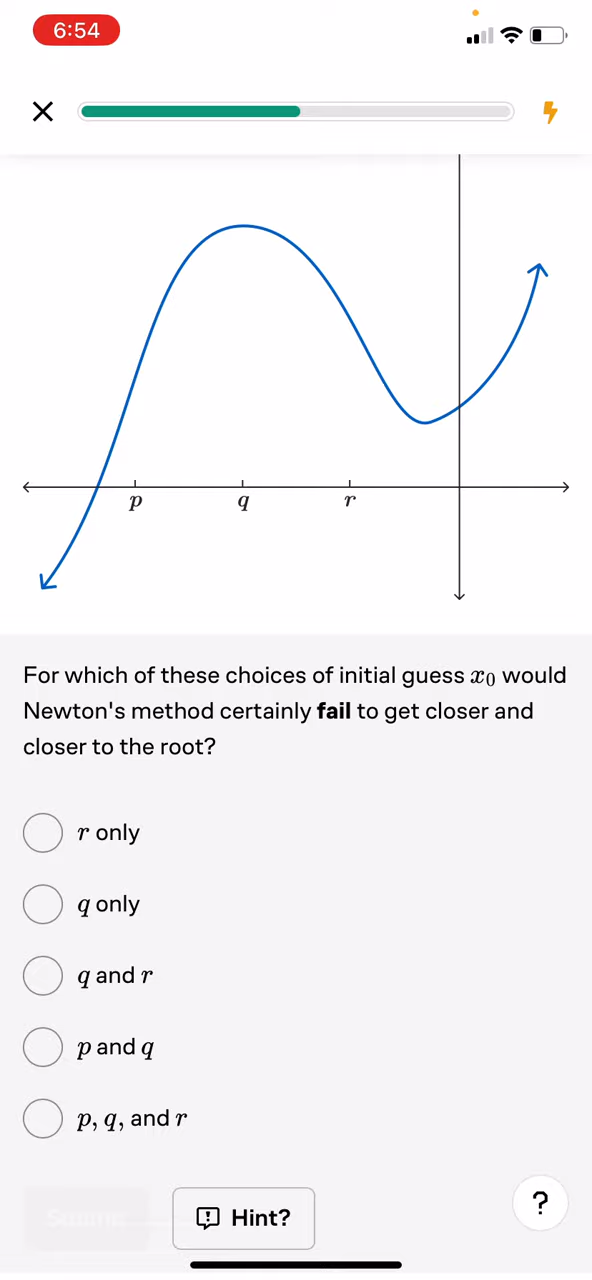 6:54
p
q
r
For which of these choices of initial guess x₀ would
Newton's method certainly fail to get closer and
closer to the root?
r only
q only
q and r
p and q
p, q, and r
Hint?
?